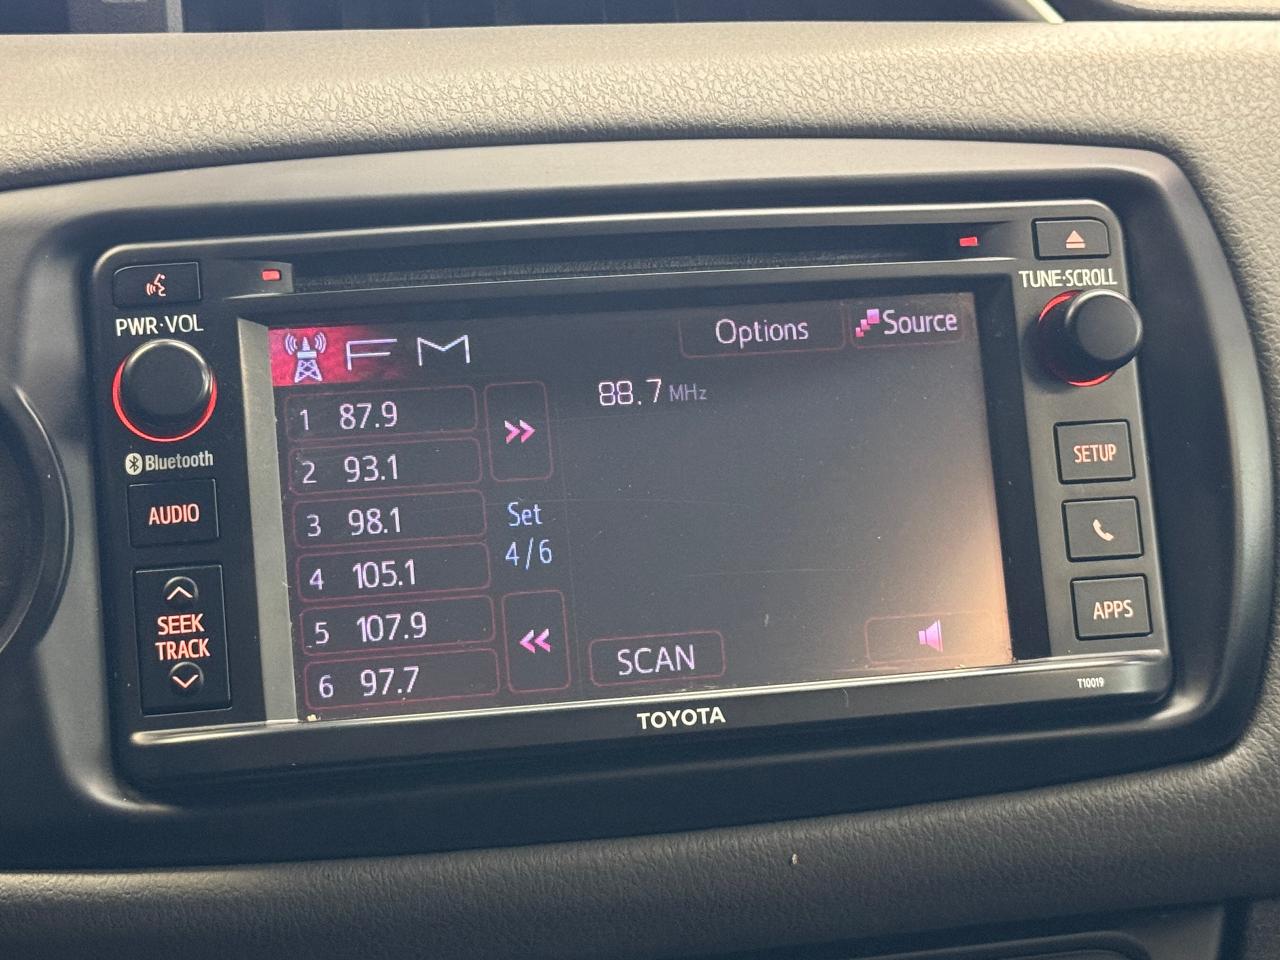 PWR·VOL
Bluetooth
AUDIO
SEEK
TRACK
FM
Options
Source
88.7 MHz
1 87.9
2 93.1
3 98.1
4 105.1
5 107.9
6 97.7
Set
4/6
SCAN
TUNE·SCROLL
SETUP
APPS
T10019
TOYOTA